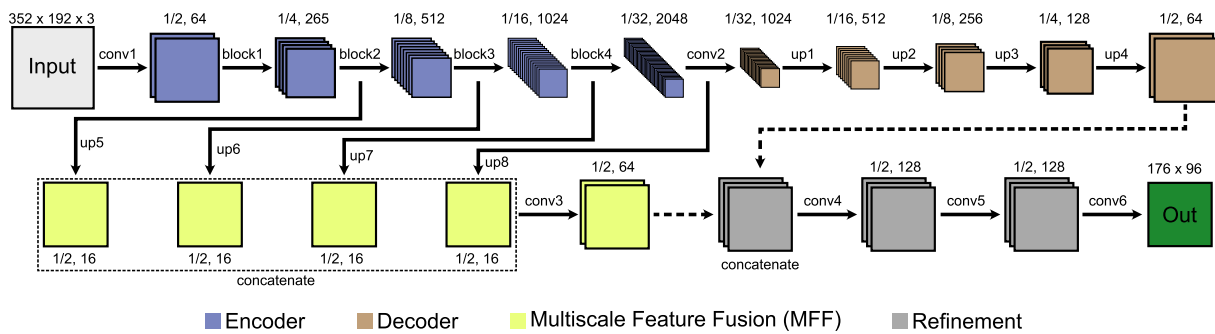 352 x 192 x 3
1/2, 64
1/4, 265
1/8, 512
1/16, 1024
1/32, 2048
1/32, 1024
1/16, 512
1/8, 256
1/4, 128
1/2, 64
Input
conv1
block1
block2
block3
block4
conv2
up1
up2
up3
up4
up5
up6
up7
up8
1/2, 64
1/2, 128
1/2, 128
176 x 96
conv3
conv4
conv5
conv6
Out
1/2, 16
1/2, 16
1/2, 16
1/2, 16
concatenate
concatenate
Encoder
Decoder
Multiscale Feature Fusion (MFF)
Refinement